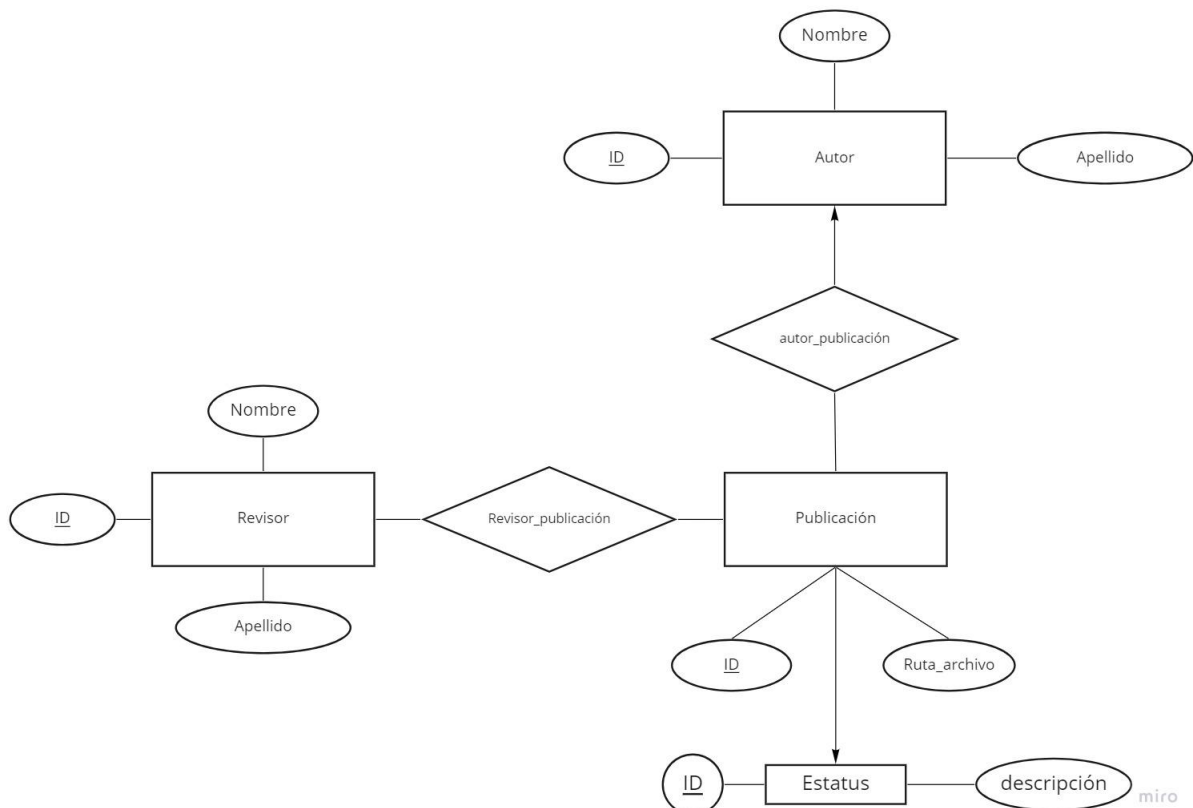 Nombre
ID
Autor
Apellido
autor_publicación
Nombre
ID
Revisor
Revisor_publicación
Publicación
Apellido
ID
Ruta_archivo
ID
Estatus
descripción
miro